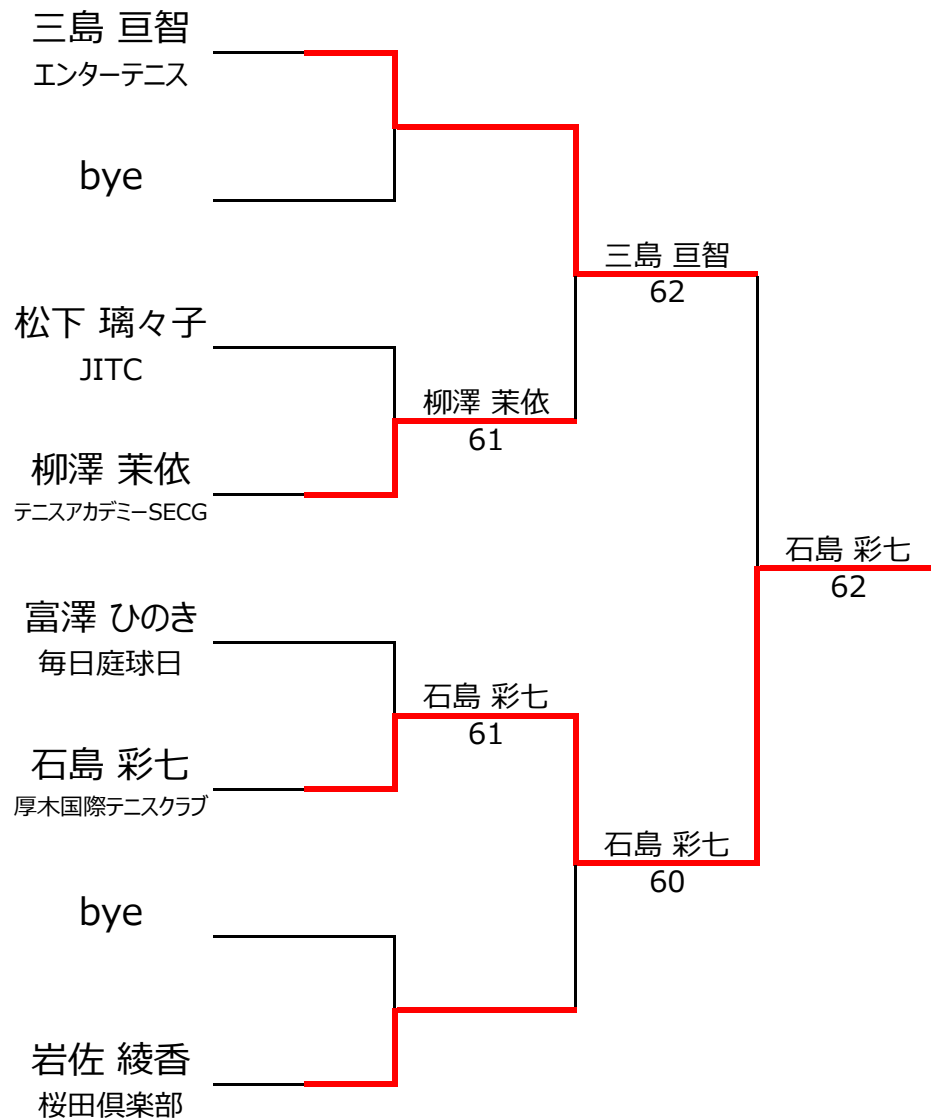 三島 亘智
エンターテニス
bye
三島 亘智
62
松下 璃々子
JITC
柳澤 茉依
61
柳澤 茉依
テニスアカデミーSECG
石島 彩七
62
富澤 ひのき
毎日庭球日
石島 彩七
61
石島 彩七
厚木国際テニスクラブ
石島 彩七
60
bye
岩佐 綾香
桜田倶楽部